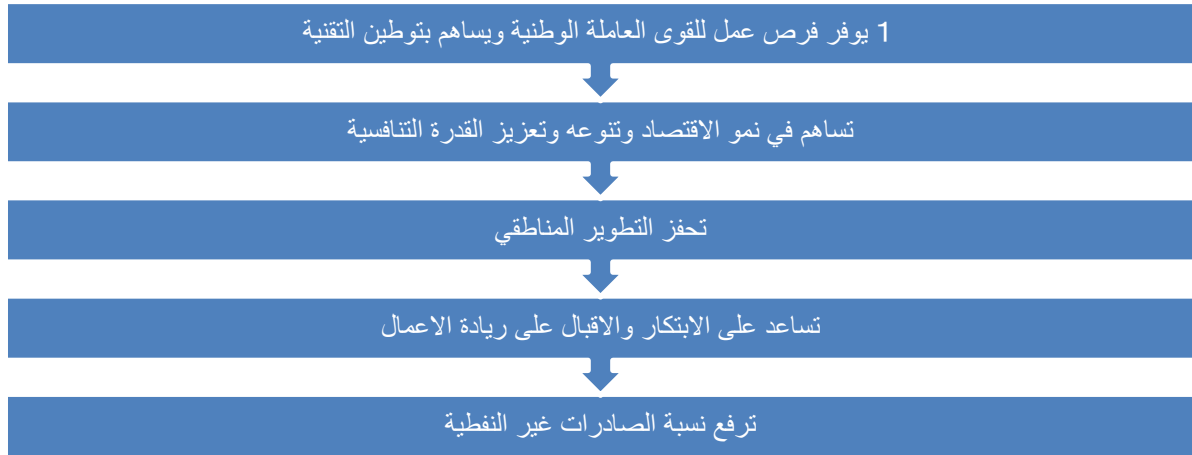 1 يوفر فرص عمل للقوى العاملة الوطنية ويساهم بتوطين التقنية
تساهم في نمو الاقتصاد وتنوعه وتعزيز القدرة التنافسية
تحفز التطوير المناطقي
تساعد على الابتكار والاقبال على ريادة الاعمال
ترفع نسبة الصادرات غير النفطية